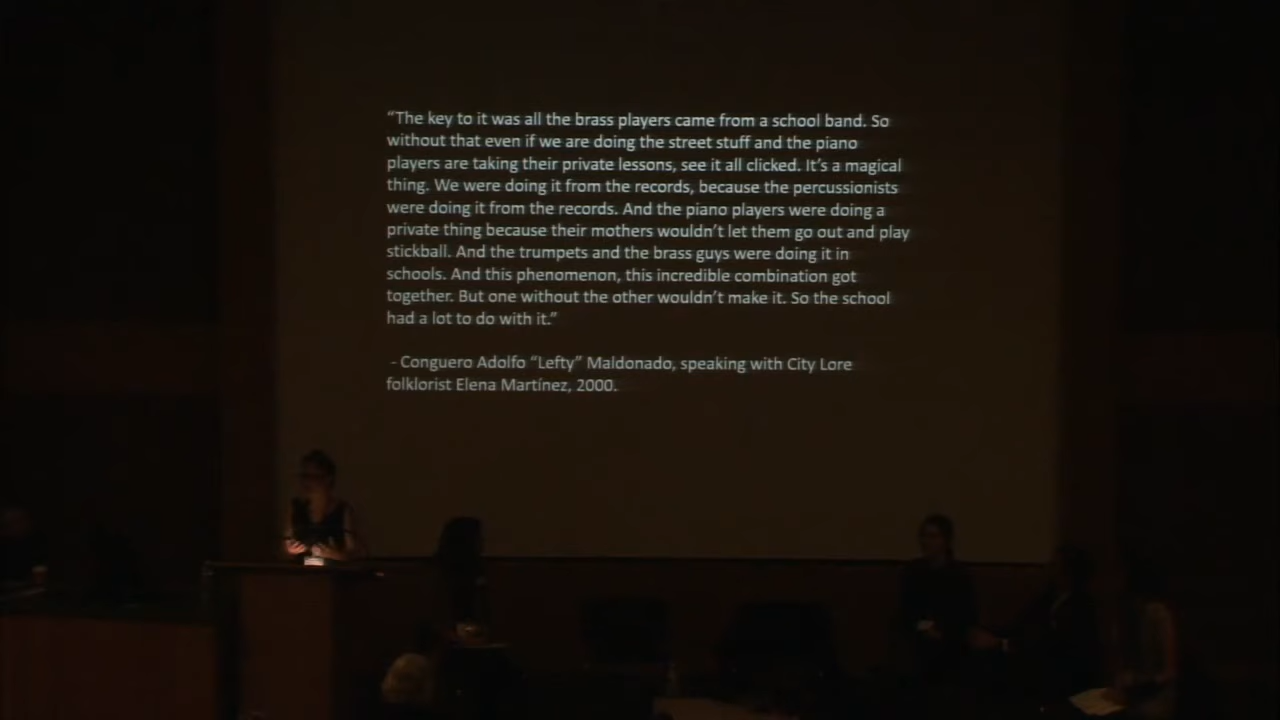 “The key to it was all the brass players came from a school band. So
without that even if we are doing the street stuff and the piano
players are taking their private lessons, see it all clicked. It’s a magical
thing. We were doing it from the records, because the percussionists
were doing it from the records. And the piano players were doing a
private thing because their mothers wouldn’t let them go out and play
stickball. And the trumpets and the brass guys were doing it in
schools. And this phenomenon, this incredible combination got
together. But one without the other wouldn’t make it. So the school
had a lot to do with it.”
- Conguero Adolfo “Lefty” Maldonado, speaking with City Lore
folklorist Elena Martínez, 2000.